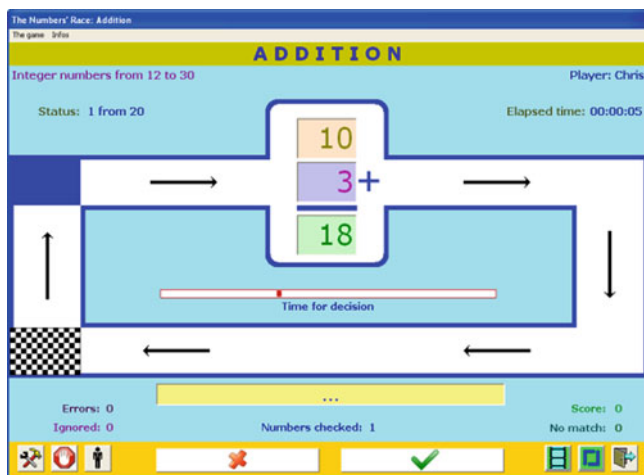 The Numbers' Race: Addition
The game Infos
ADDITION
Integer numbers from 12 to 30 Player: Chris
Status: 1 from 20 Elapsed time: 00:00:05
10
3 +
18
Time for decision
...
Errors: 0 Score: 0
Ignored: 0 Numbers checked: 1 No match: 0